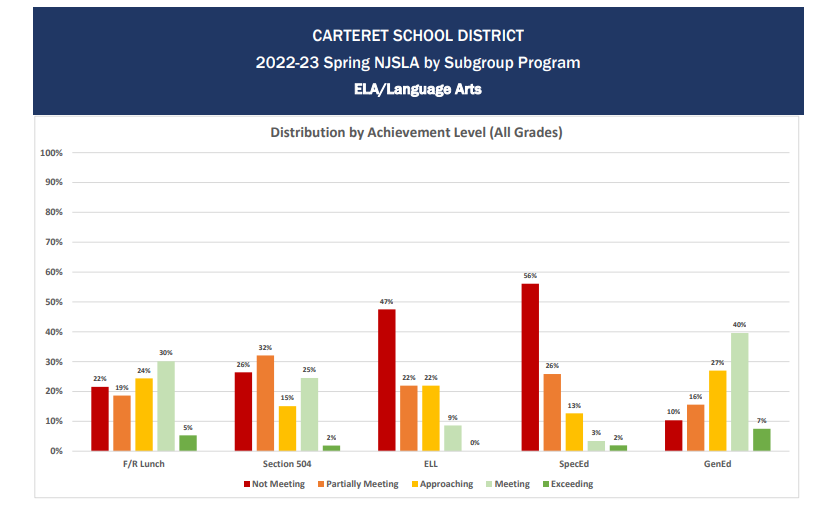 CARTERET SCHOOL DISTRICT
2022-23 Spring NJSLA by Subgroup Program
ELA/Language Arts
Distribution by Achievement Level (All Grades)
100%
90%
80%
70%
60%
50%
40%
30%
20%
10%
0%
22% 19% 24% 30% 5%
26% 32% 15% 25% 2%
47% 22% 22% 9% 0%
56% 26% 13% 3% 2%
10% 16% 27% 40% 7%
F/R Lunch Section 504 ELL SpecEd GenEd
Not Meeting Partially Meeting Approaching Meeting Exceeding